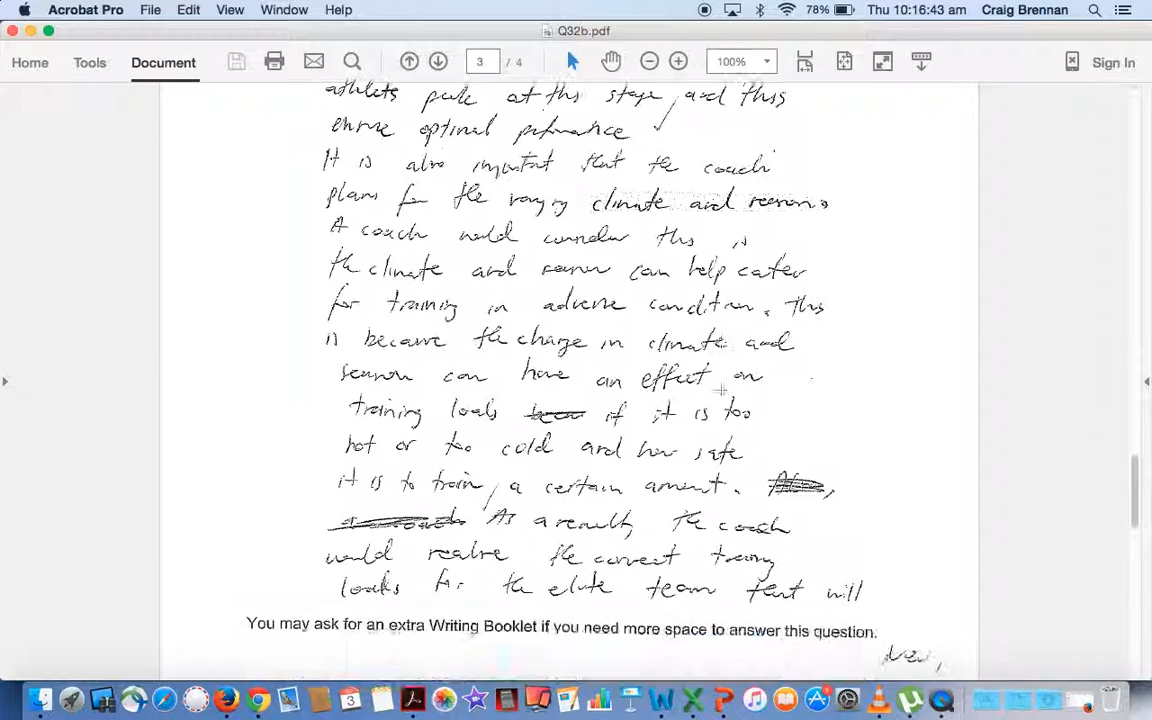 Acrobat Pro File Edit View Window Help 78% Thu 10:16:43 am Craig Brennan
Q32b.pdf
Home Tools Document 3 / 4 100% Sign In
athletes peak at this stage, and thus
ensure optimal performance
It is also important that the coach
plans for the varying climate and seasons.
A coach would consider this is
the climate and season can help cater
for training in adverse condition. This
is because the change in climate and
season can have an effect on
training loads if it is too
hot or too cold and how safe
it is to train, a certain amount.
As a result, the coach
would realise the correct training
loads for the elite team that will
You may ask for an extra Writing Booklet if you need more space to answer this question.